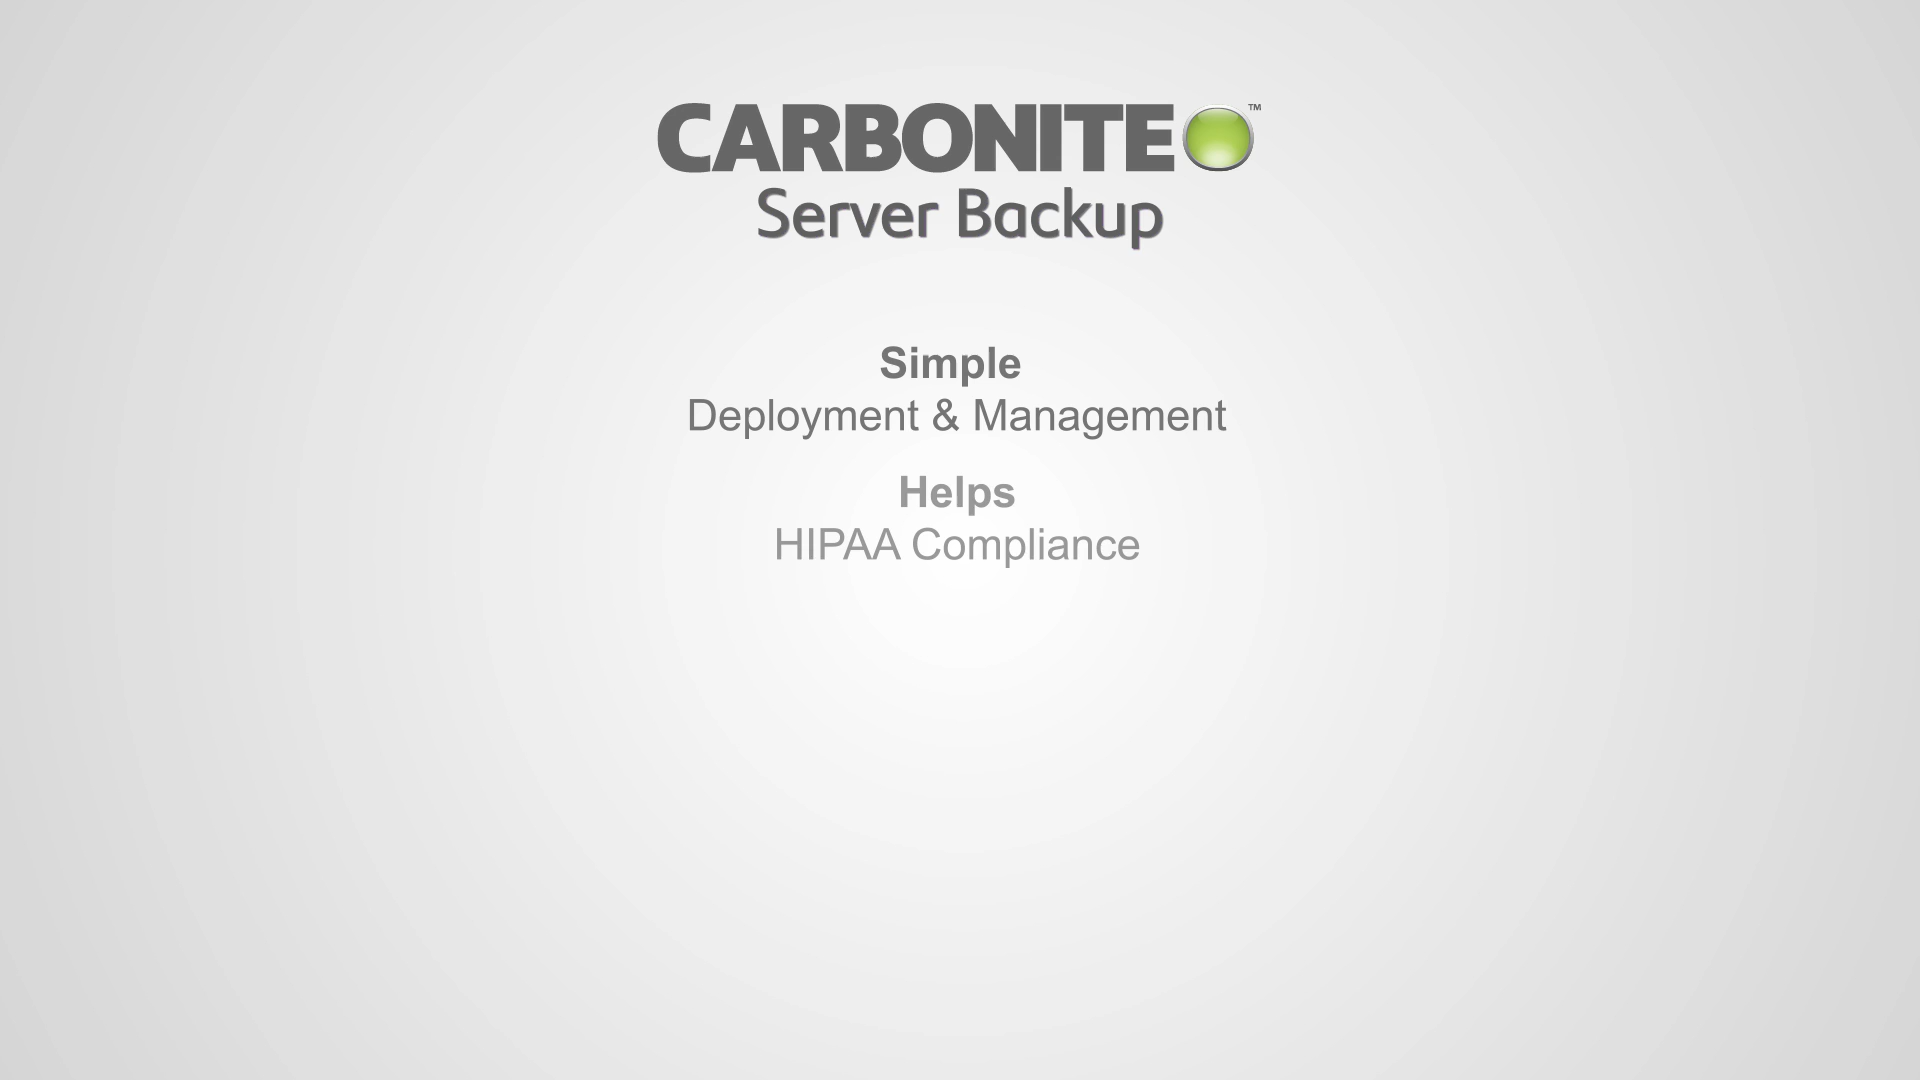 CARBONITE™
Server Backup
Simple
Deployment & Management
Helps
HIPAA Compliance